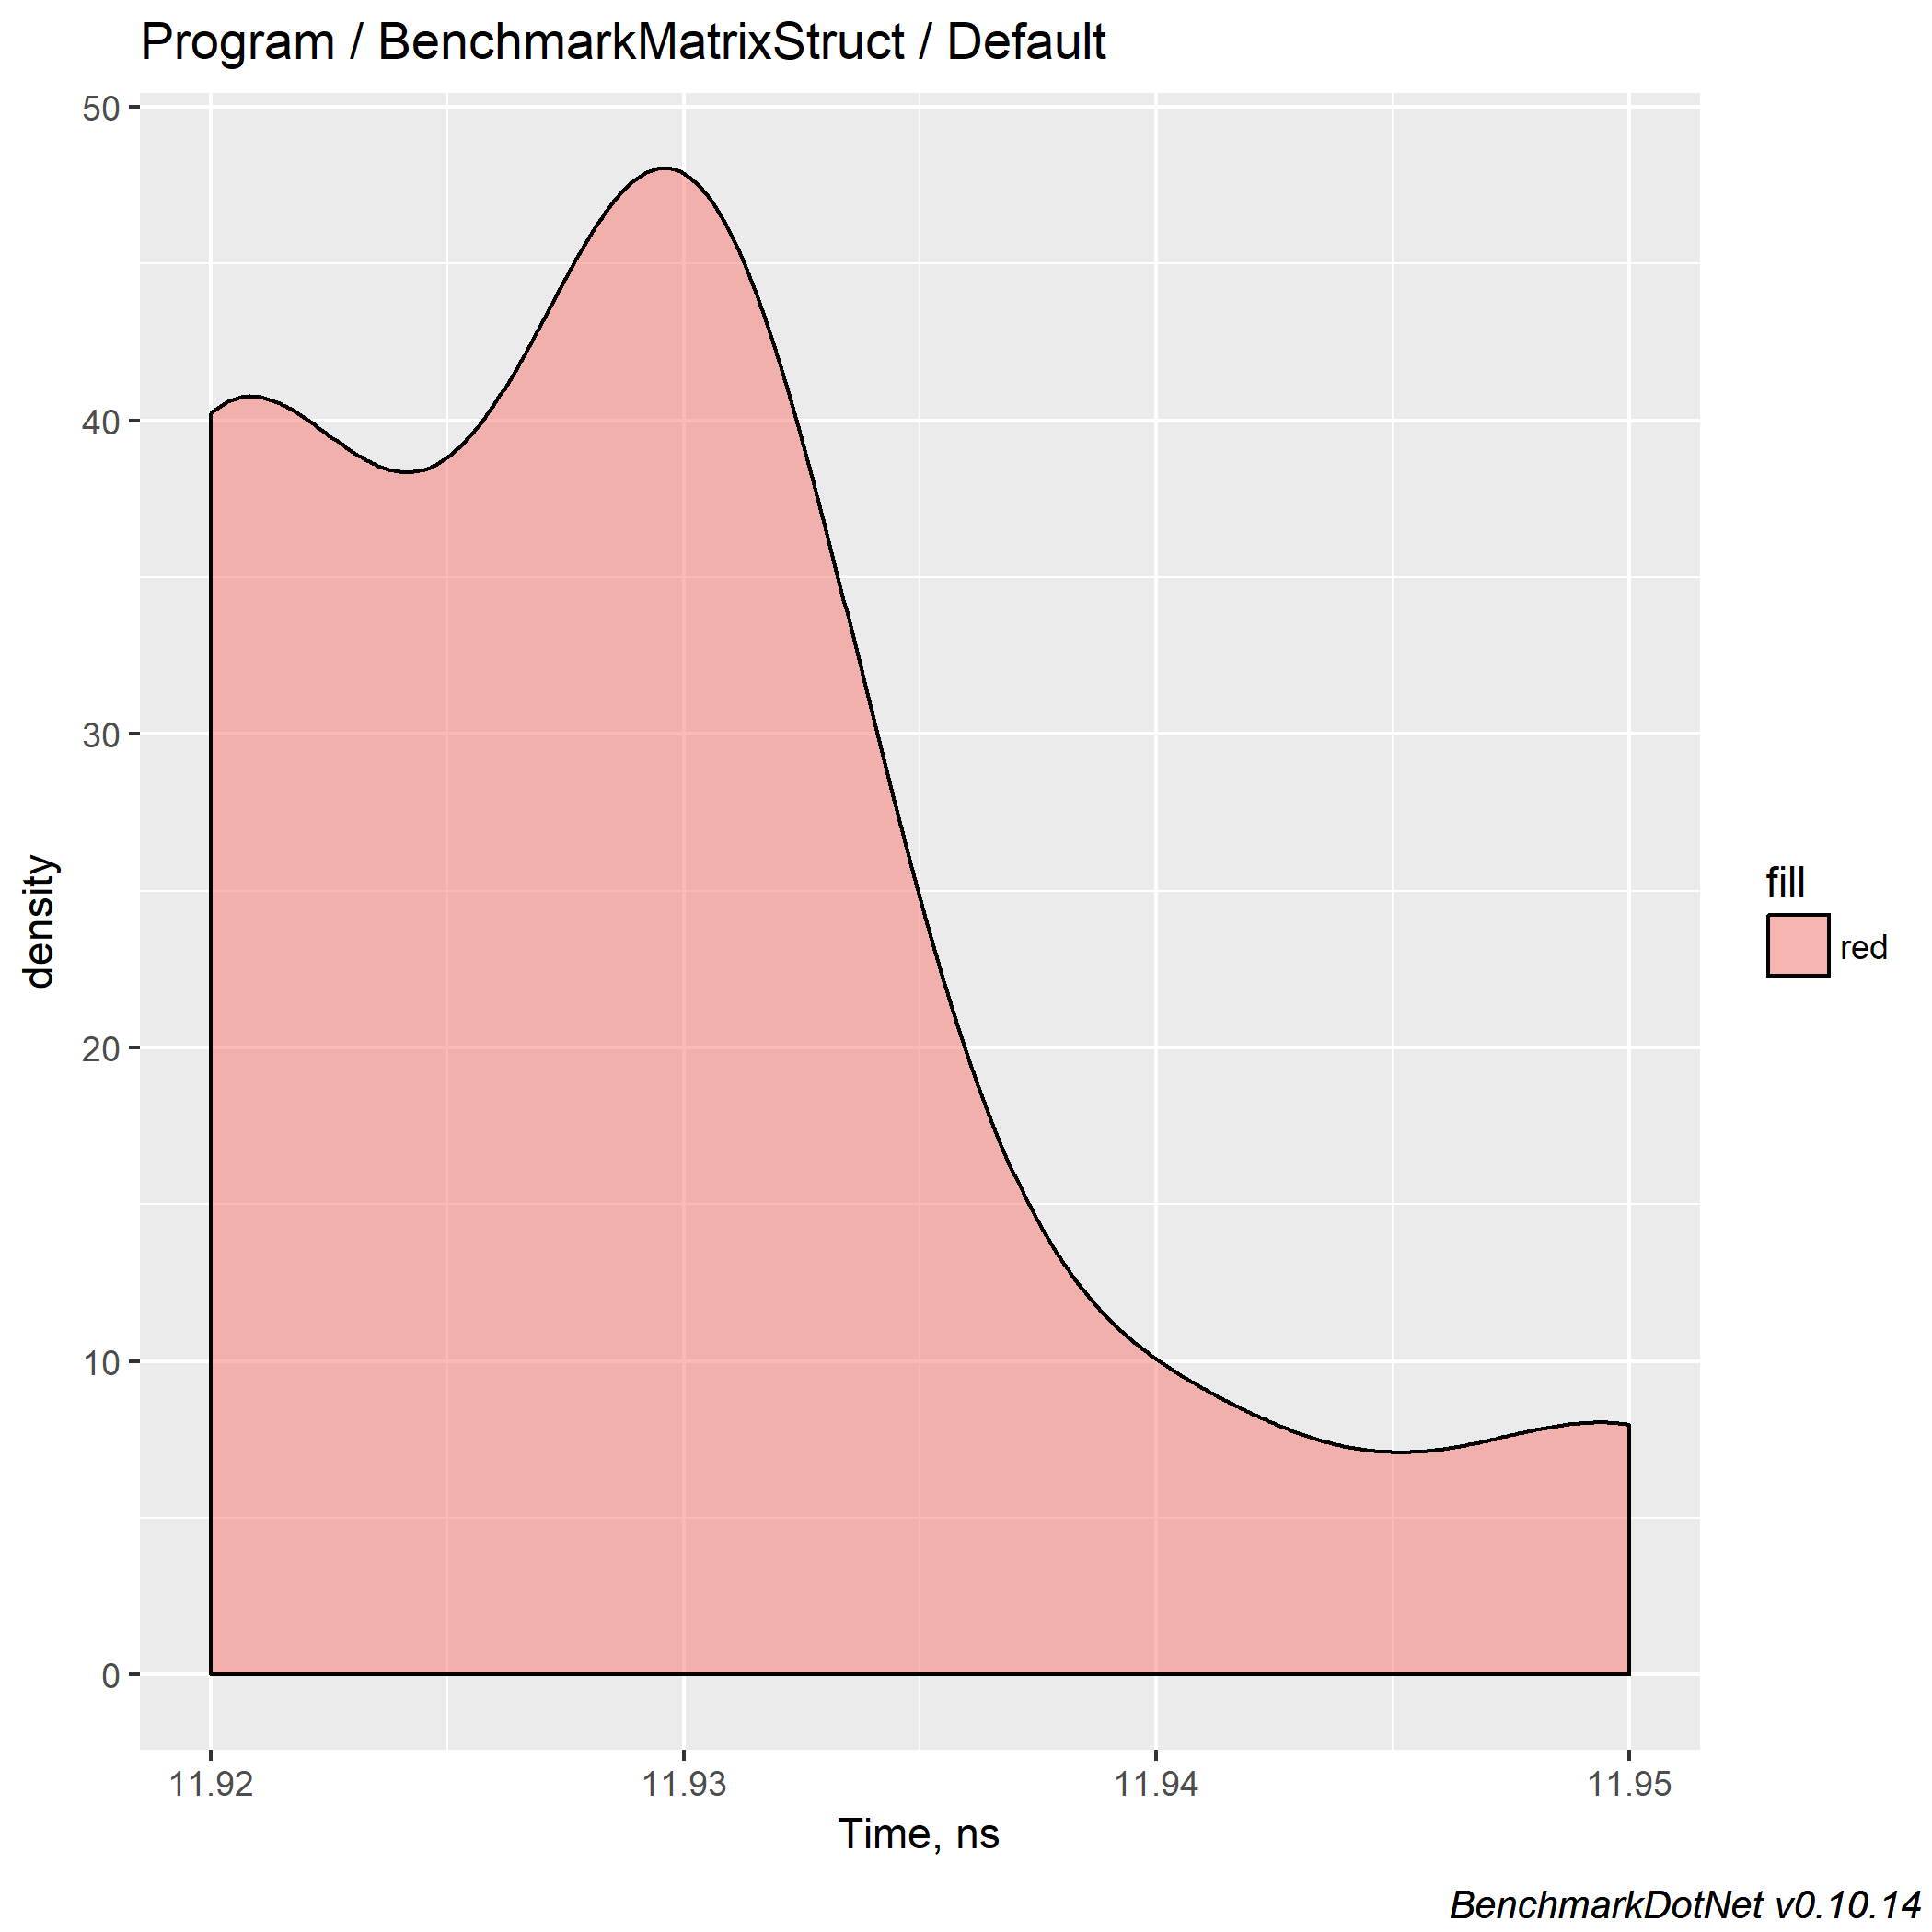 Program / BenchmarkMatrixStruct / Default
50
40
30
20
10
0
density
11.92 11.93 11.94 11.95
Time, ns
fill
red
BenchmarkDotNet v0.10.14